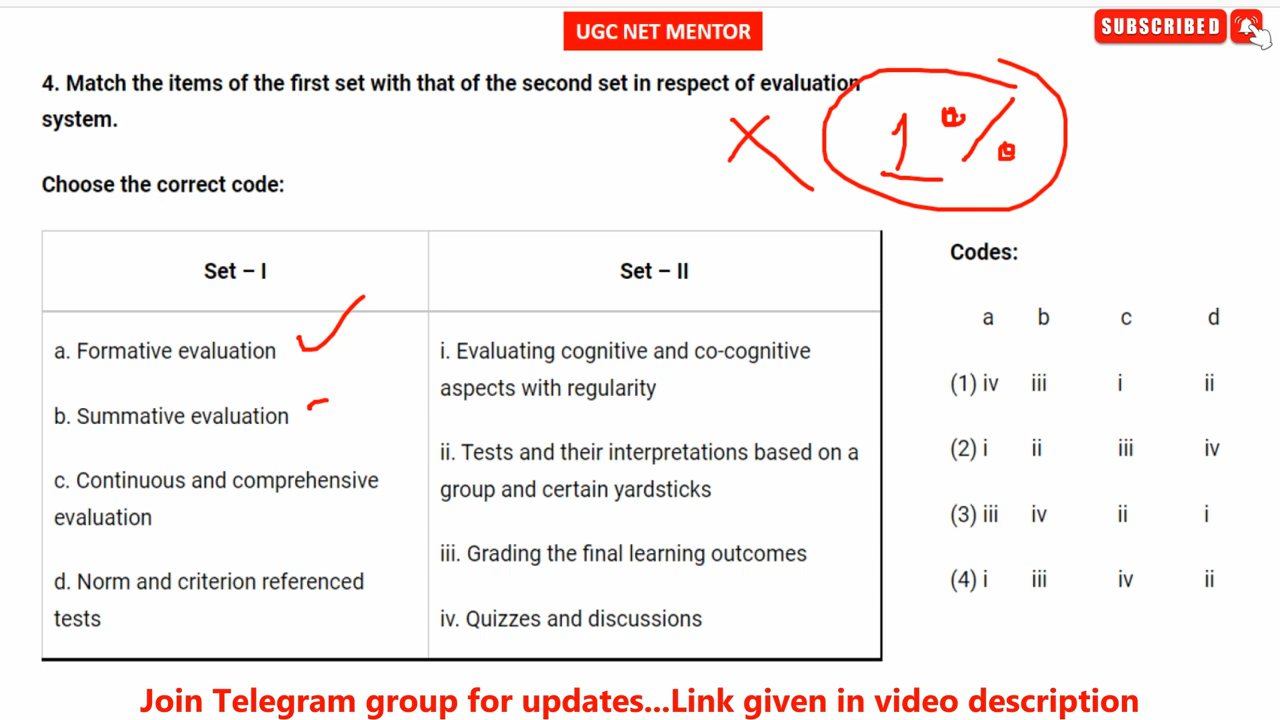 UGC NET MENTOR
SUBSCRIBED
4. Match the items of the first set with that of the second set in respect of evaluation
system.
1%
Choose the correct code:
Set – I
Set – II
a. Formative evaluation
b. Summative evaluation
c. Continuous and comprehensive
evaluation
d. Norm and criterion referenced
tests
i. Evaluating cognitive and co-cognitive
aspects with regularity
ii. Tests and their interpretations based on a
group and certain yardsticks
iii. Grading the final learning outcomes
iv. Quizzes and discussions
Codes:
a b c d
(1) iv iii i ii
(2) i ii iii iv
(3) iii iv ii i
(4) i iii iv ii
Join Telegram group for updates...Link given in video description